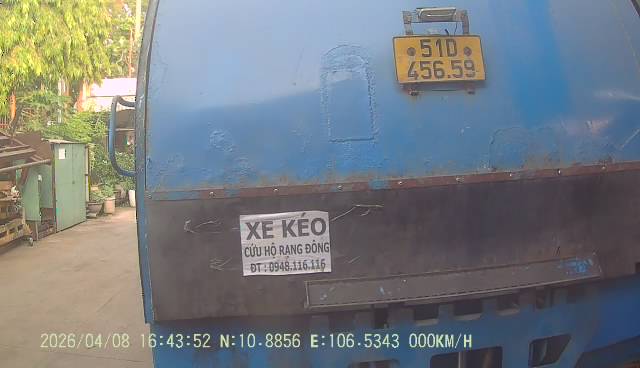 51D
456.59
XE KÉO
CỨU HỘ RẠNG ĐÔNG
ĐT : 0948.116.116
2026/04/08 16:43:52 N:10.8856 E:106.5343 000KM/H